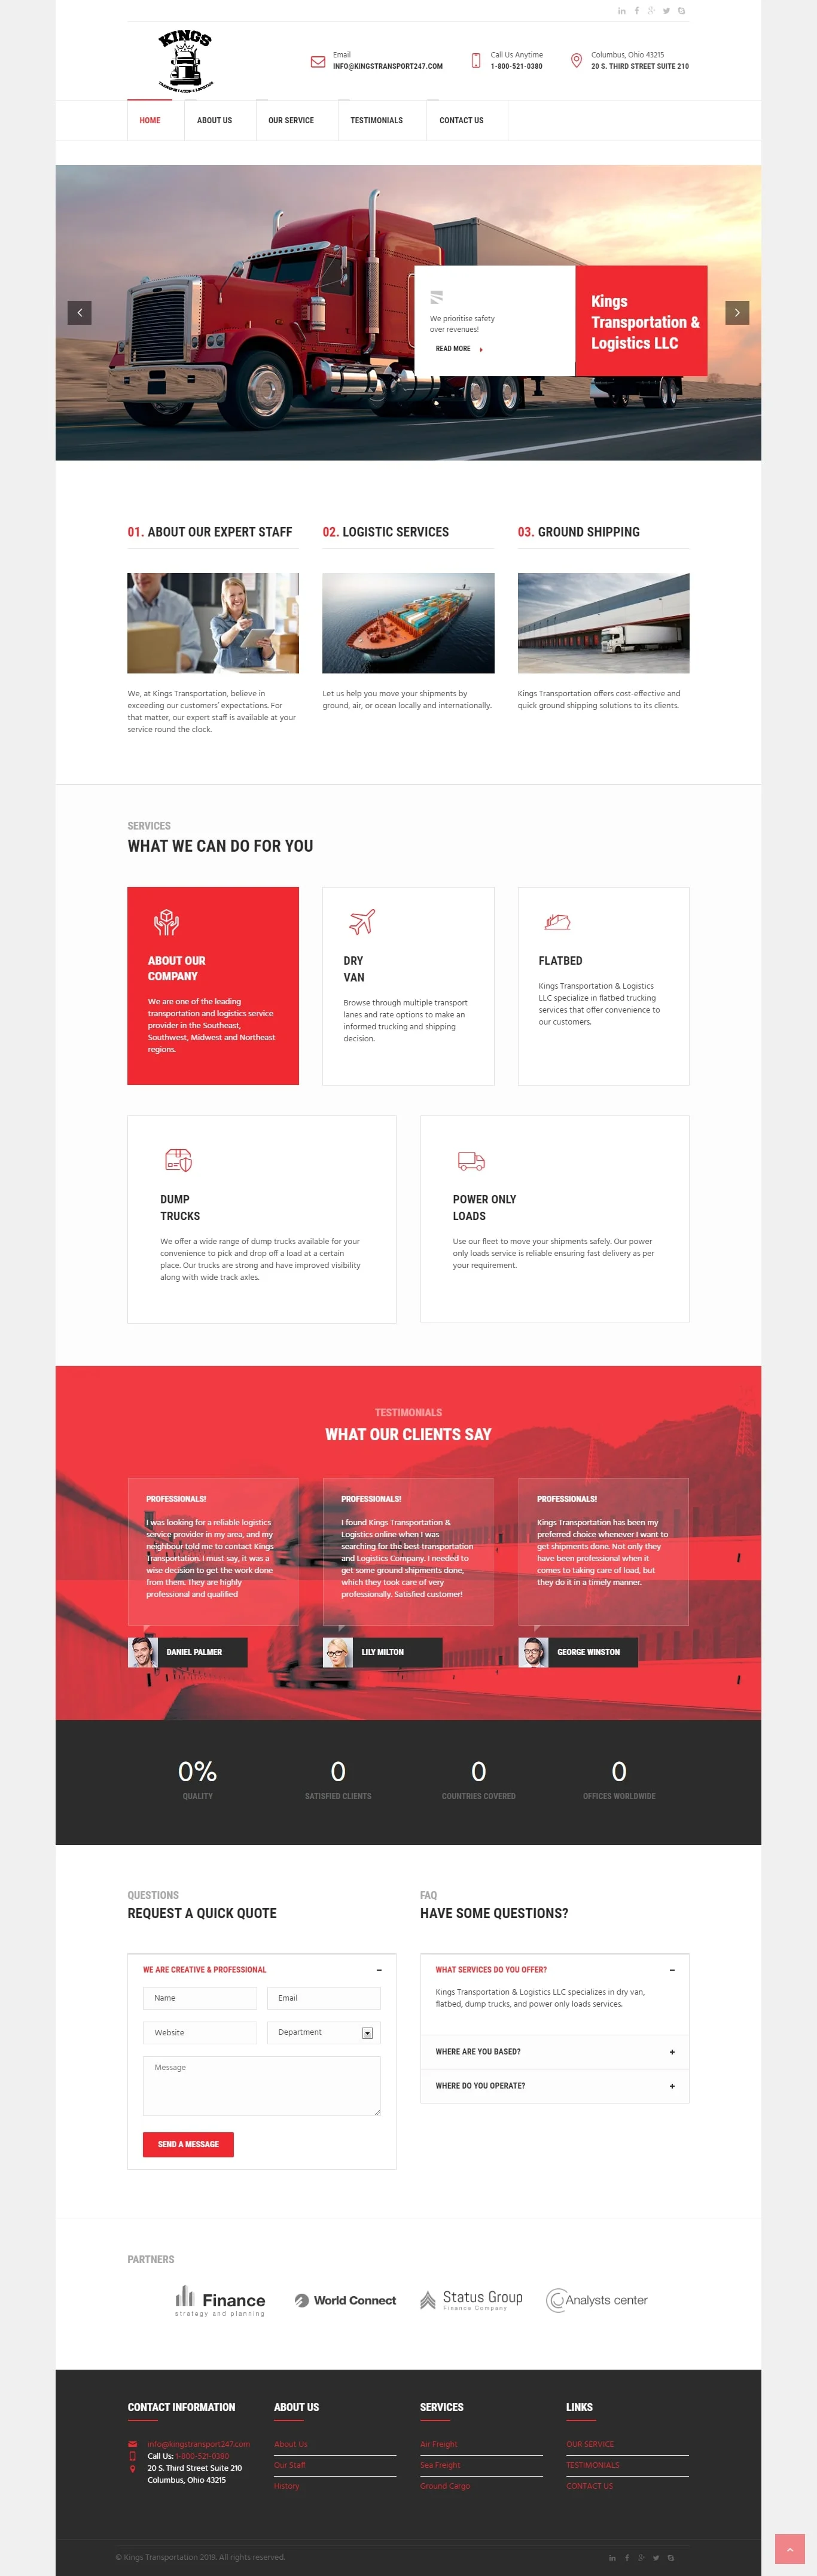 KINGS
TRANSPORTATION & LOGISTICS
Email
INFO@KINGSTRANSPORT247.COM
Call Us Anytime
1-800-521-0380
Columbus, Ohio 43215
20 S. THIRD STREET SUITE 210
HOME
ABOUT US
OUR SERVICE
TESTIMONIALS
CONTACT US
We prioritise safety
over revenues!
READ MORE
Kings
Transportation &
Logistics LLC
01. ABOUT OUR EXPERT STAFF
We, at Kings Transportation, believe in
exceeding our customers' expectations. For
that matter, our expert staff is available at your
service round the clock.
02. LOGISTIC SERVICES
Let us help you move your shipments by
ground, air, or ocean locally and internationally.
03. GROUND SHIPPING
Kings Transportation offers cost-effective and
quick ground shipping solutions to its clients.
SERVICES
WHAT WE CAN DO FOR YOU
ABOUT OUR
COMPANY
We are one of the leading
transportation and logistics service
provider in the Southeast,
Southwest, Midwest and Northeast
regions.
DRY
VAN
Browse through multiple transport
lanes and rate options to make an
informed trucking and shipping
decision.
FLATBED
Kings Transportation & Logistics
LLC specialize in flatbed trucking
services that offer convenience to
our customers.
DUMP
TRUCKS
We offer a wide range of dump trucks available for your
convenience to pick and drop off a load at a certain
place. Our trucks are strong and have improved visibility
along with wide track axles.
POWER ONLY
LOADS
Use our fleet to move your shipments safely. Our power
only loads service is reliable ensuring fast delivery as per
your requirement.
TESTIMONIALS
WHAT OUR CLIENTS SAY
PROFESSIONALS!
I was looking for a reliable logistics
service provider in my area, and my
neighbour told me to contact Kings
Transportation. I must say, it was a
wise decision to get the work done
from them. They are highly
professional and qualified
DANIEL PALMER
PROFESSIONALS!
I found Kings Transportation &
Logistics online when I was
searching for the best transportation
and Logistics Company. I needed to
get some ground shipments done,
which they took care of very
professionally. Satisfied customer!
LILY MILTON
PROFESSIONALS!
Kings Transportation has been my
preferred choice whenever I want to
get shipments done. Not only they
have been professional when it
comes to taking care of load, but
they do it in a timely manner.
GEORGE WINSTON
0%
QUALITY
0
SATISFIED CLIENTS
0
COUNTRIES COVERED
0
OFFICES WORLDWIDE
QUESTIONS
REQUEST A QUICK QUOTE
WE ARE CREATIVE & PROFESSIONAL
Name
Email
Website
Department
Message
SEND A MESSAGE
FAQ
HAVE SOME QUESTIONS?
WHAT SERVICES DO YOU OFFER?
Kings Transportation & Logistics LLC specializes in dry van,
flatbed, dump trucks, and power only loads services.
WHERE ARE YOU BASED?
WHERE DO YOU OPERATE?
PARTNERS
Finance
strategy and planning
World Connect
Status Group
Finance Company
Analysts center
CONTACT INFORMATION
info@kingstransport247.com
Call Us: 1-800-521-0380
20 S. Third Street Suite 210
Columbus, Ohio 43215
ABOUT US
About Us
Our Staff
History
SERVICES
Air Freight
Sea Freight
Ground Cargo
LINKS
OUR SERVICE
TESTIMONIALS
CONTACT US
© Kings Transportation 2019. All rights reserved.